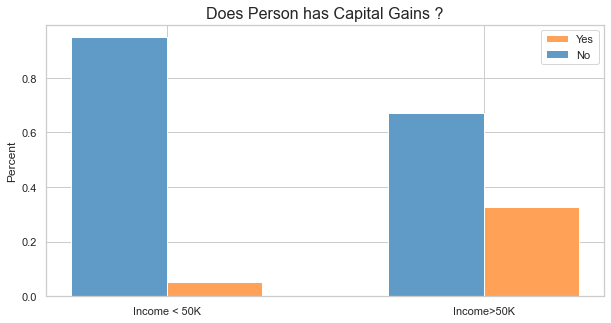 Does Person has Capital Gains ?
Yes
No
Percent
0.8
0.6
0.4
0.2
0.0
Income < 50K
Income>50K